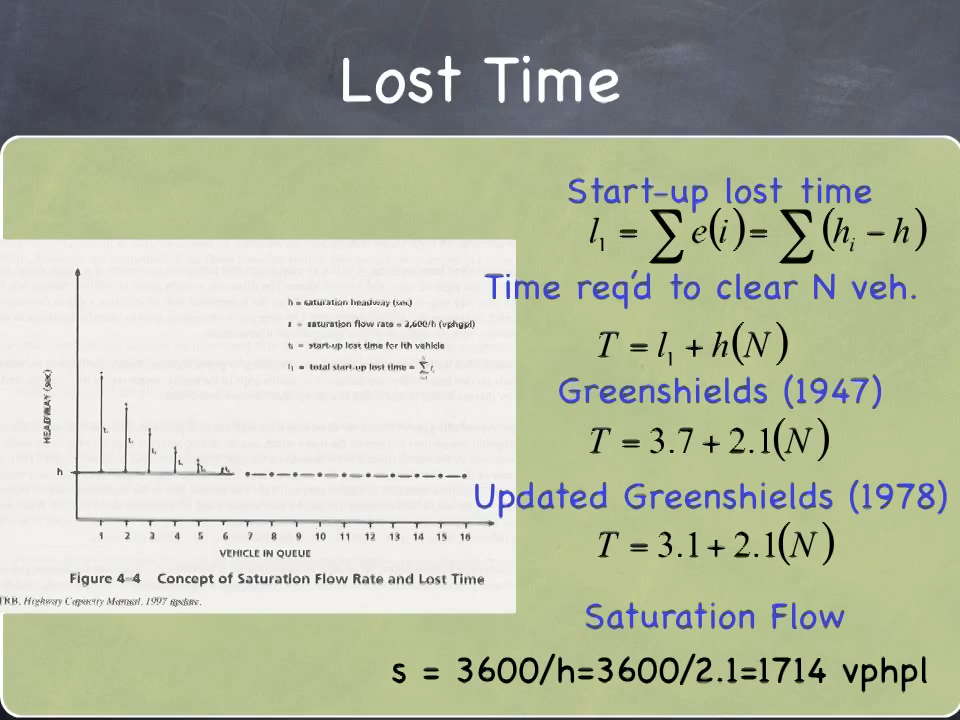 Lost Time
Start-up lost time
l₁ = ∑ e(i) = ∑ (hᵢ − h)
Time req'd to clear N veh.
T = l₁ + h(N)
Greenshields (1947)
T = 3.7 + 2.1(N)
Updated Greenshields (1978)
T = 3.1 + 2.1(N)
Saturation Flow
s = 3600/h=3600/2.1=1714 vphpl
HEADWAY (sec)
h = saturation headway (sec)
= saturation flow rate = 3,600/h (vphgpl)
tᵢ = start-up lost time for ith vehicle
l₁ = total start-up lost time = ∑ tᵢ
h
1 2 3 4 5 6 7 8 9 10 11 12 13 14 15 16
VEHICLE IN QUEUE
Figure 4-4 Concept of Saturation Flow Rate and Lost Time
TRB, Highway Capacity Manual, 1997 update.